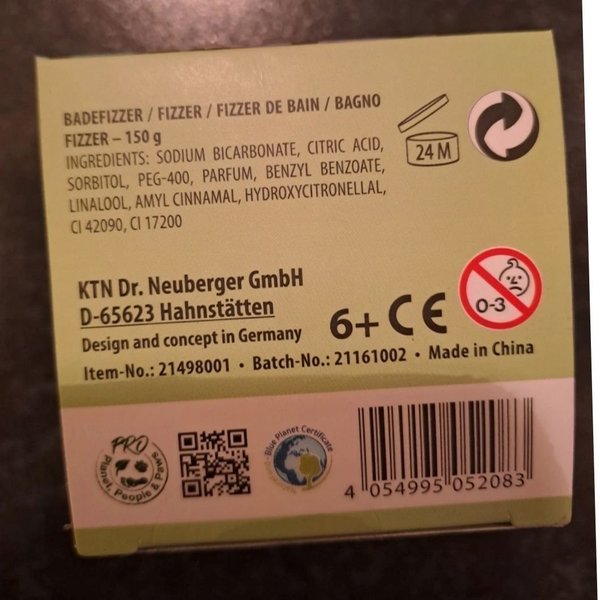 BADEFIZZER / FIZZER / FIZZER DE BAIN / BAGNO
FIZZER – 150 g
INGREDIENTS: SODIUM BICARBONATE, CITRIC ACID,
SORBITOL, PEG-400, PARFUM, BENZYL BENZOATE,
LINALOOL, AMYL CINNAMAL, HYDROXYCITRONELLAL,
CI 42090, CI 17200
24 M
KTN Dr. Neuberger GmbH
D-65623 Hahnstätten
Design and concept in Germany
6+ CE
0-3
Item-No.: 21498001 • Batch-No.: 21161002 • Made in China
PRO
Planet, People & Paws
Blue Planet Certificate
4 054995 052083